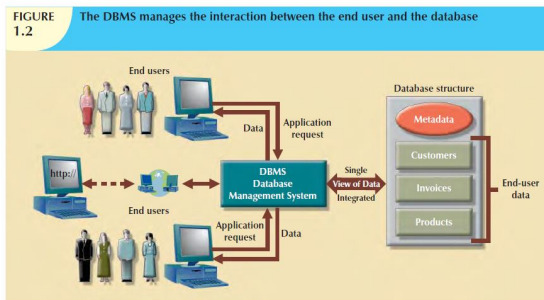 FIGURE
1.2
The DBMS manages the interaction between the end user and the database
End users
Data
Application
request
http://
DBMS
Database
Management System
Single
View of Data
Integrated
Database structure
Metadata
Customers
Invoices
Products
End-user
data
End users
Application
request
Data